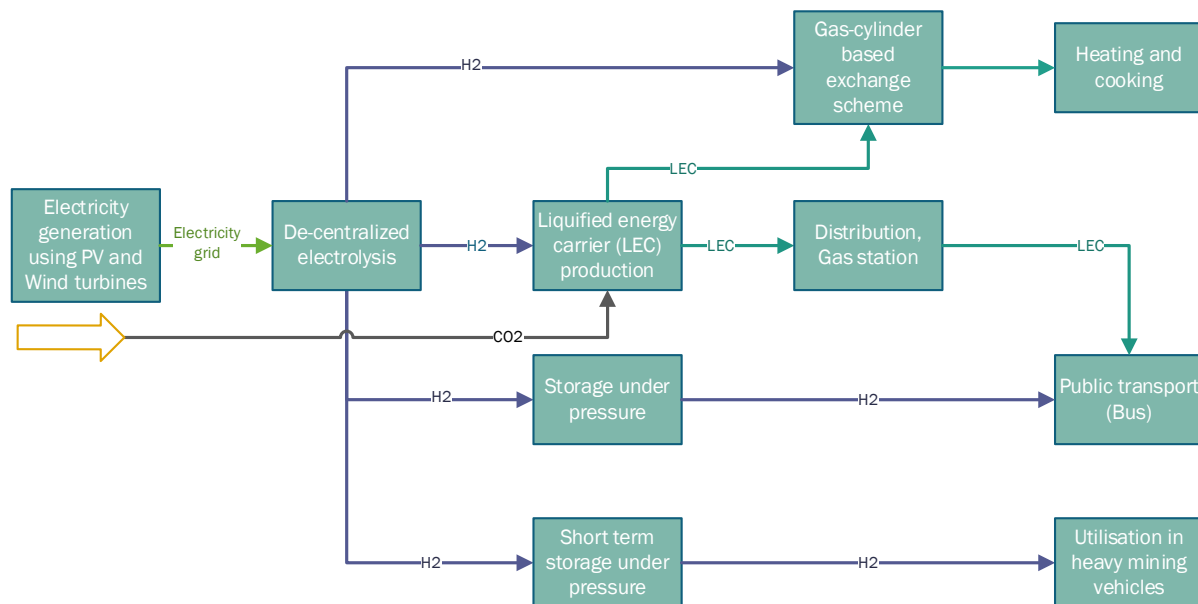 Gas-cylinder
based
exchange
scheme
Heating and
cooking
H2
LEC
Electricity
generation
using PV and
Wind turbines
Electricity
grid
De-centralized
electrolysis
H2
Liquified energy
carrier (LEC)
production
LEC
Distribution,
Gas station
LEC
CO2
H2
Storage under
pressure
H2
Public transport
(Bus)
H2
Short term
storage under
pressure
H2
Utilisation in
heavy mining
vehicles